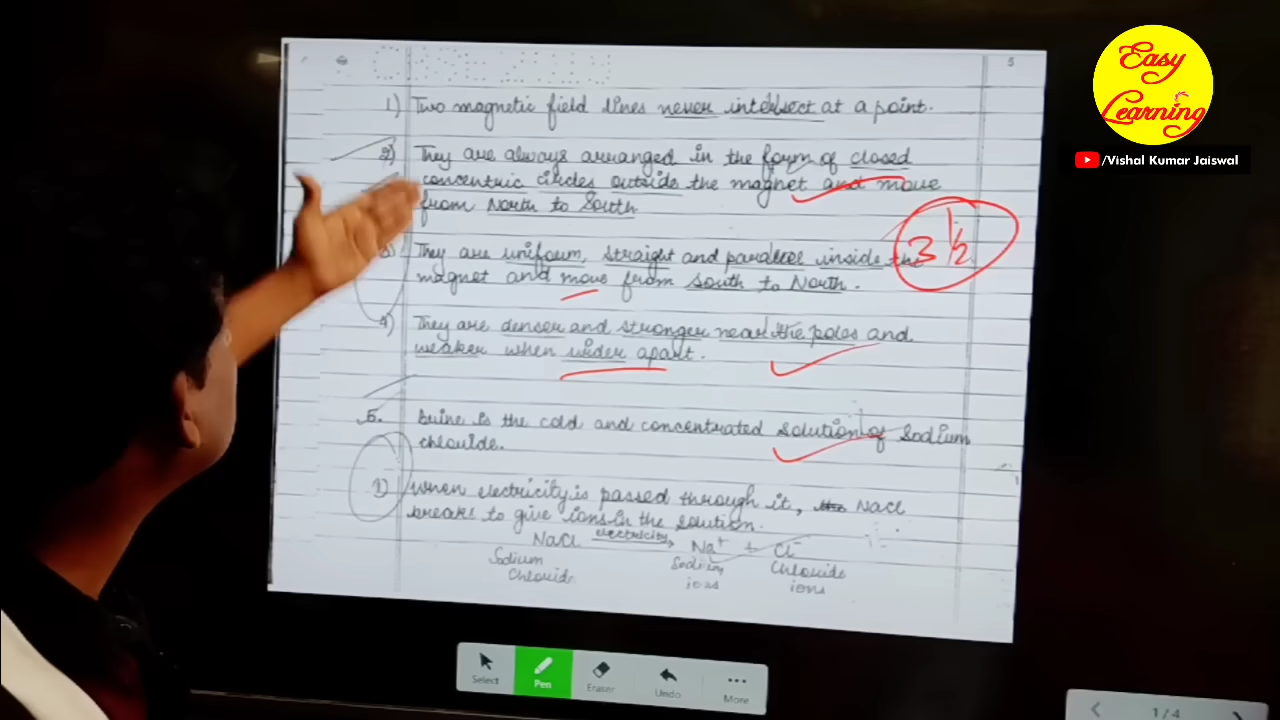 Easy
Learning
/Vishal Kumar Jaiswal
5
1) Two magnetic field lines never intersect at a point.
2) They are always arranged in the form of closed
concentric circles outside the magnet and move
from North to South
3) They are uniform, straight and parallel inside the
magnet and move from South to North.
3 1/2
4) They are denser and stronger near the poles and
weaker when wider apart.
5. Brine is the cold and concentrated solution of Sodium
chloride.
1) When electricity is passed through it, NaCl
breaks to give ions in the solution.
NaCl electricity → Na+ + Cl-
Sodium Sodium Chloride
Chloride ions ions
Select Pen Eraser Undo More
1/4